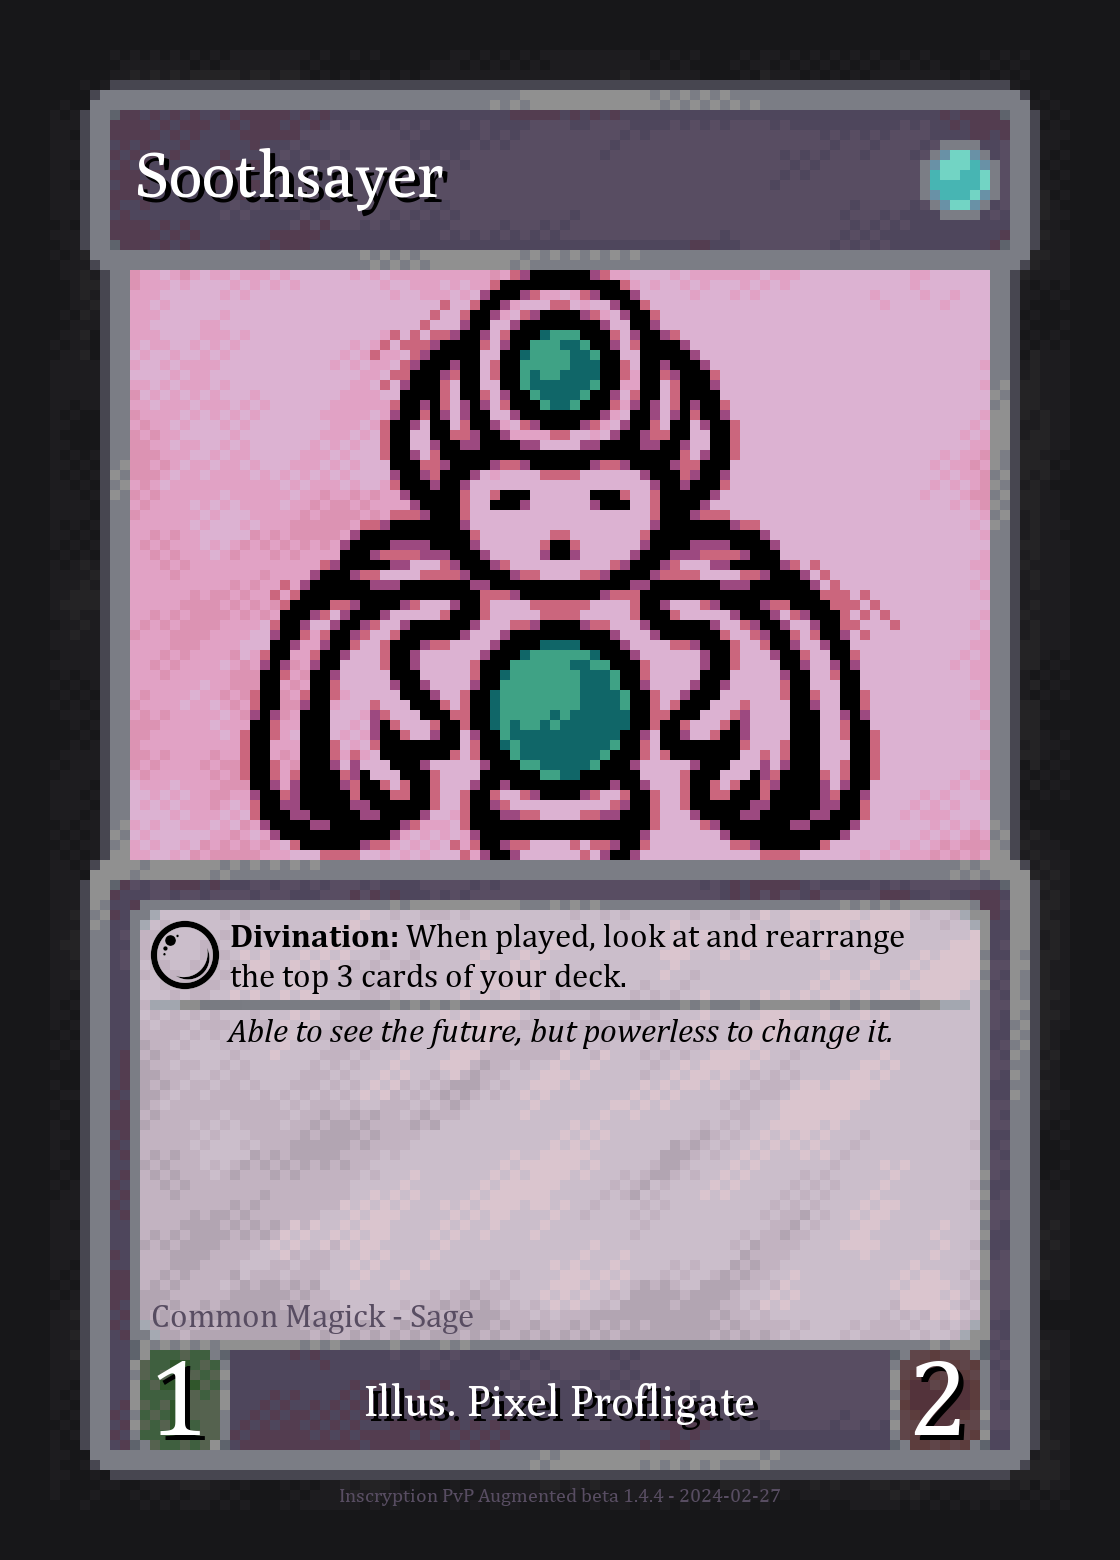 Soothsayer
Divination: When played, look at and rearrange
the top 3 cards of your deck.
Able to see the future, but powerless to change it.
Common Magick - Sage
1
Illus. Pixel Profligate
2
Inscryption PvP Augmented beta 1.4.4 - 2024-02-27